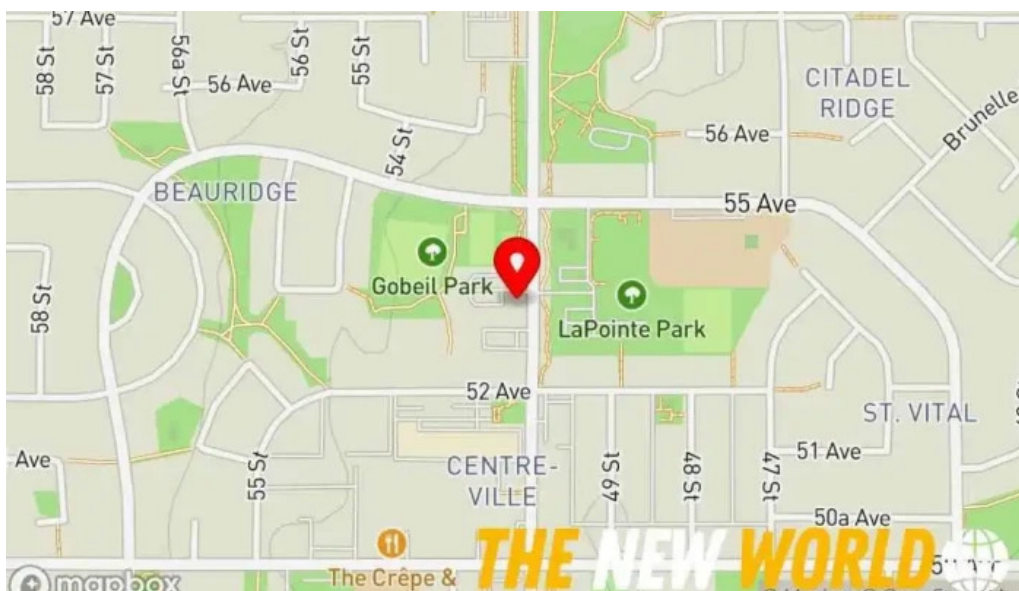 57 Ave
58 St
57 St
56a St
56 St
55 St
56 Ave
54 St
CITADEL
RIDGE
56 Ave
Brunelle
BEAURIDGE
55 Ave
Gobeil Park
LaPointe Park
58 St
52 Ave
ST. VITAL
Ave
55 St
CENTRE-
VILLE
49 St
48 St
47 St
51 Ave
50a Ave
The Crêpe &
THE NEW WORLD
mapbox